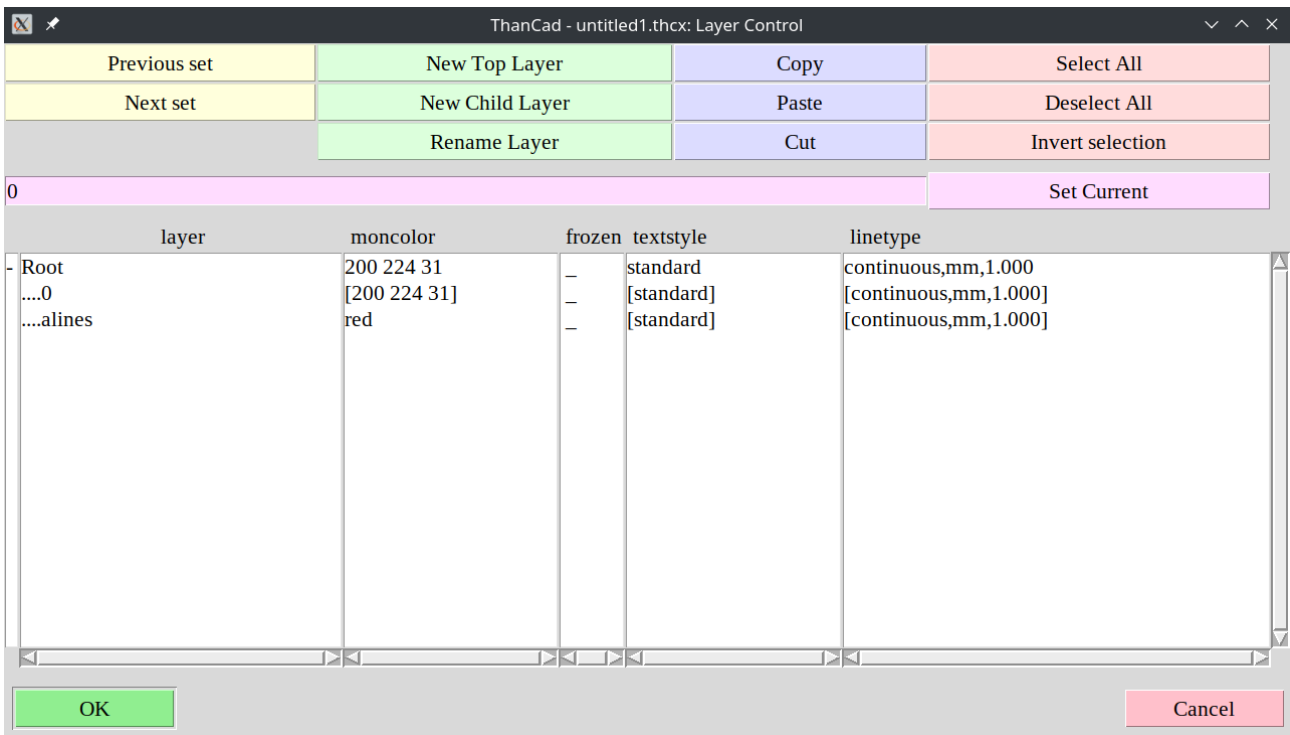 ThanCad - untitled1.thcx: Layer Control
Previous set New Top Layer Copy Select All
Next set New Child Layer Paste Deselect All
Rename Layer Cut Invert selection
0 Set Current
layer moncolor frozen textstyle linetype
- Root 200 224 31 _ standard continuous,mm,1.000
....0 [200 224 31] _ [standard] [continuous,mm,1.000]
....alines red _ [standard] [continuous,mm,1.000]
OK Cancel